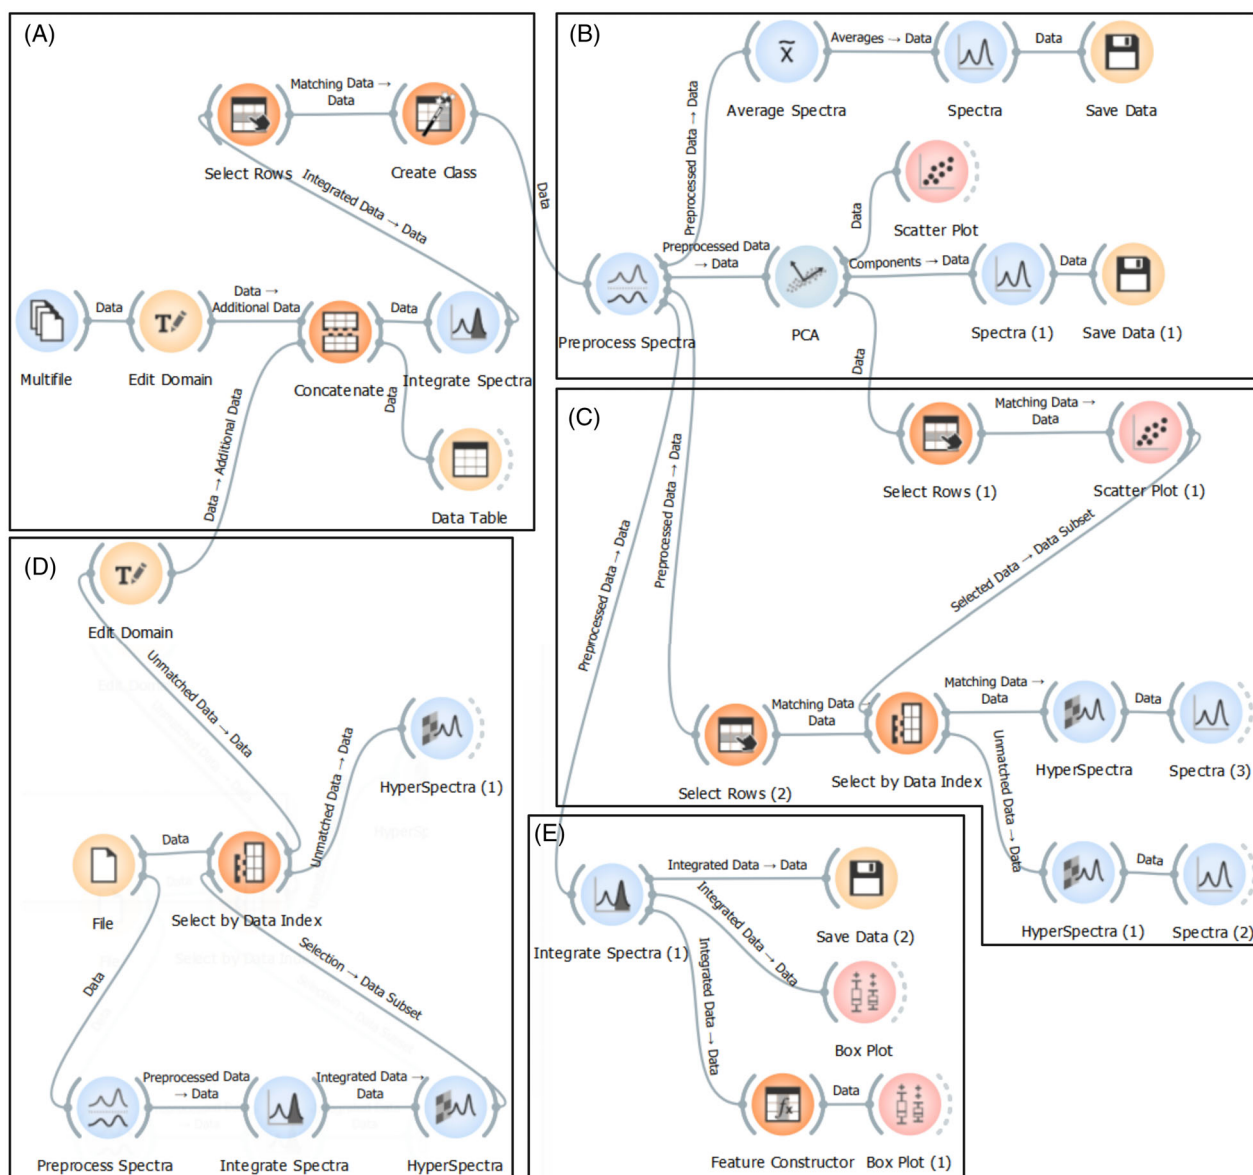 (A)
Matching Data →
Data
Select Rows
Create Class
Integrated Data → Data
Data
Data
Data →
Additional Data
Data
Multifile
Edit Domain
Concatenate
Integrate Spectra
Data
Data → Additional Data
Data Table
(B)
Averages → Data
Data
Average Spectra
Spectra
Save Data
Preprocessed Data → Data
Scatter Plot
Data
Preprocessed Data
→ Data
Components → Data
Data
Preprocess Spectra
PCA
Spectra (1)
Save Data (1)
Data
(C)
Matching Data →
Data
Select Rows (1)
Scatter Plot (1)
Preprocessed Data → Data
Preprocessed Data → Data
Selected Data → Data Subset
Matching Data →
Data
Matching Data →
Data
Data
Select Rows (2)
Select by Data Index
HyperSpectra
Spectra (3)
Unmatched Data → Data
Data
HyperSpectra (1)
Spectra (2)
(D)
Edit Domain
Unmatched Data → Data
HyperSpectra (1)
Unmatched Data → Data
Data
File
Select by Data Index
Data
Selection → Data Subset
Preprocessed Data
→ Data
Integrated Data →
Data
Preprocess Spectra
Integrate Spectra
HyperSpectra
(E)
Integrated Data → Data
Integrated Data → Data
Integrated Data → Data
Integrate Spectra (1)
Save Data (2)
Box Plot
Data
Feature Constructor
Box Plot (1)